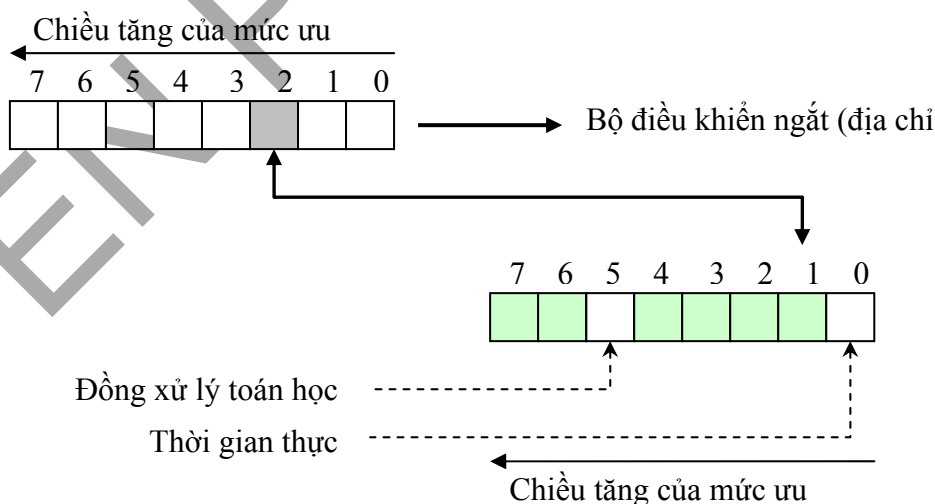 Chiều tăng của mức ưu
7 6 5 4 3 2 1 0
Bộ điều khiển ngắt (địa chỉ
7 6 5 4 3 2 1 0
Đồng xử lý toán học
Thời gian thực
Chiều tăng của mức ưu